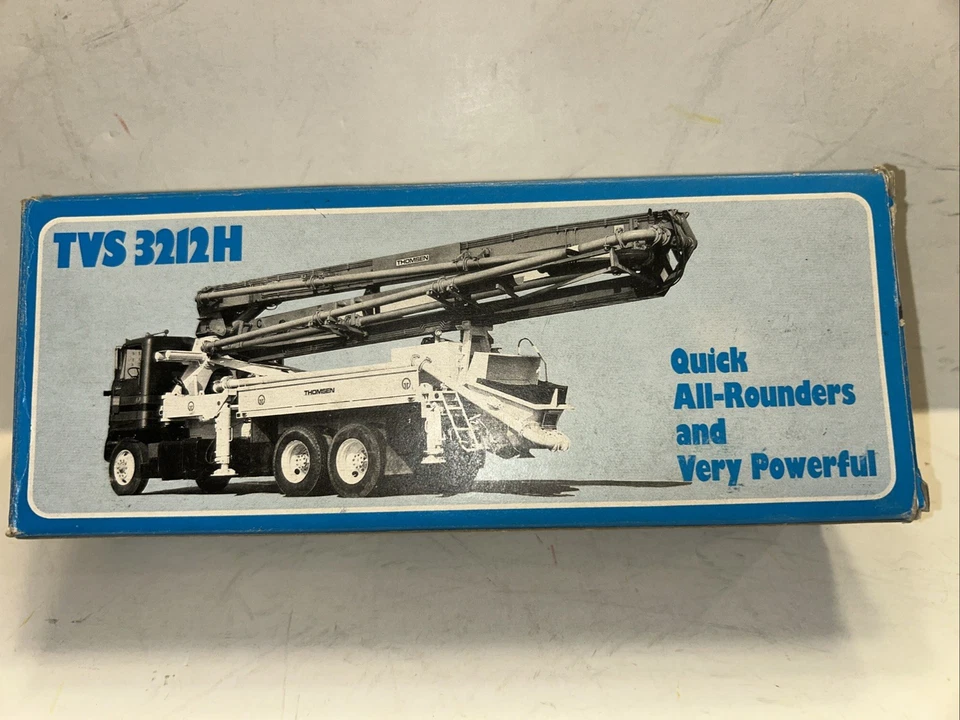 TVS 3212H
THOMSEN
THOMSEN
Quick
All-Rounders
and
Very Powerful